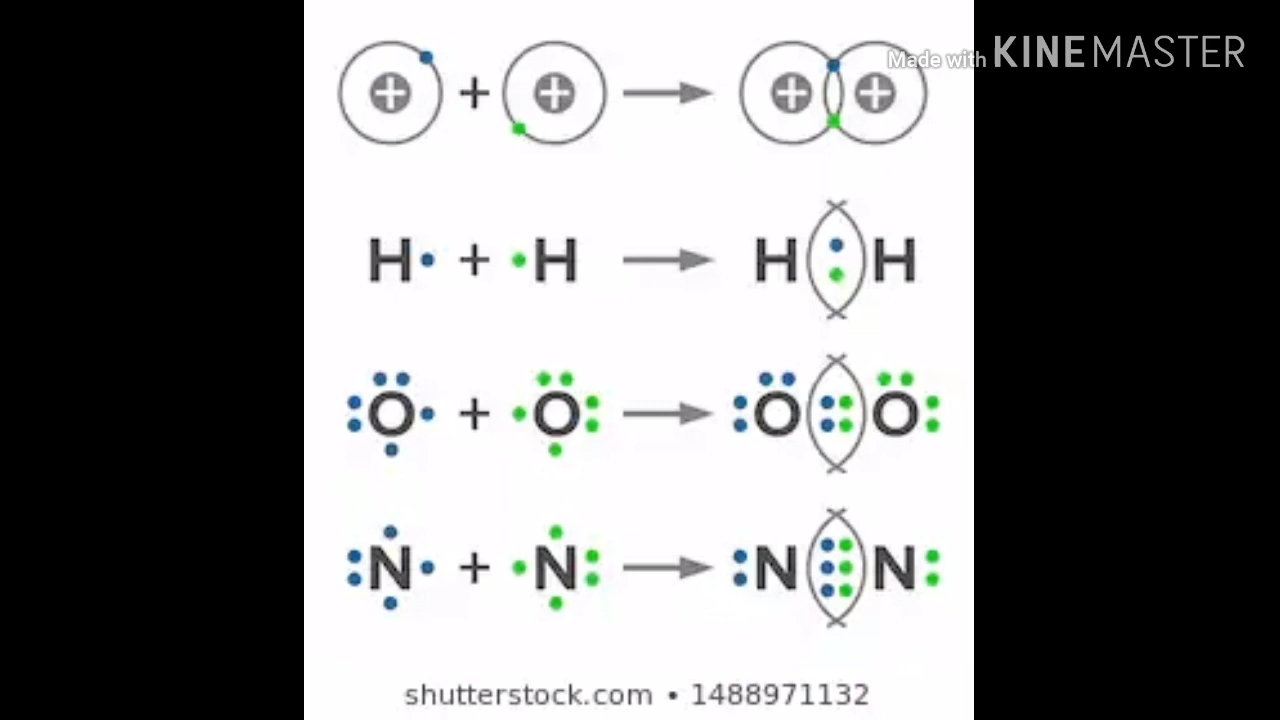 Made with KINEMASTER
+ + + → + +
H + H → H H
O + O → O O
N + N → N N
shutterstock.com • 1488971132